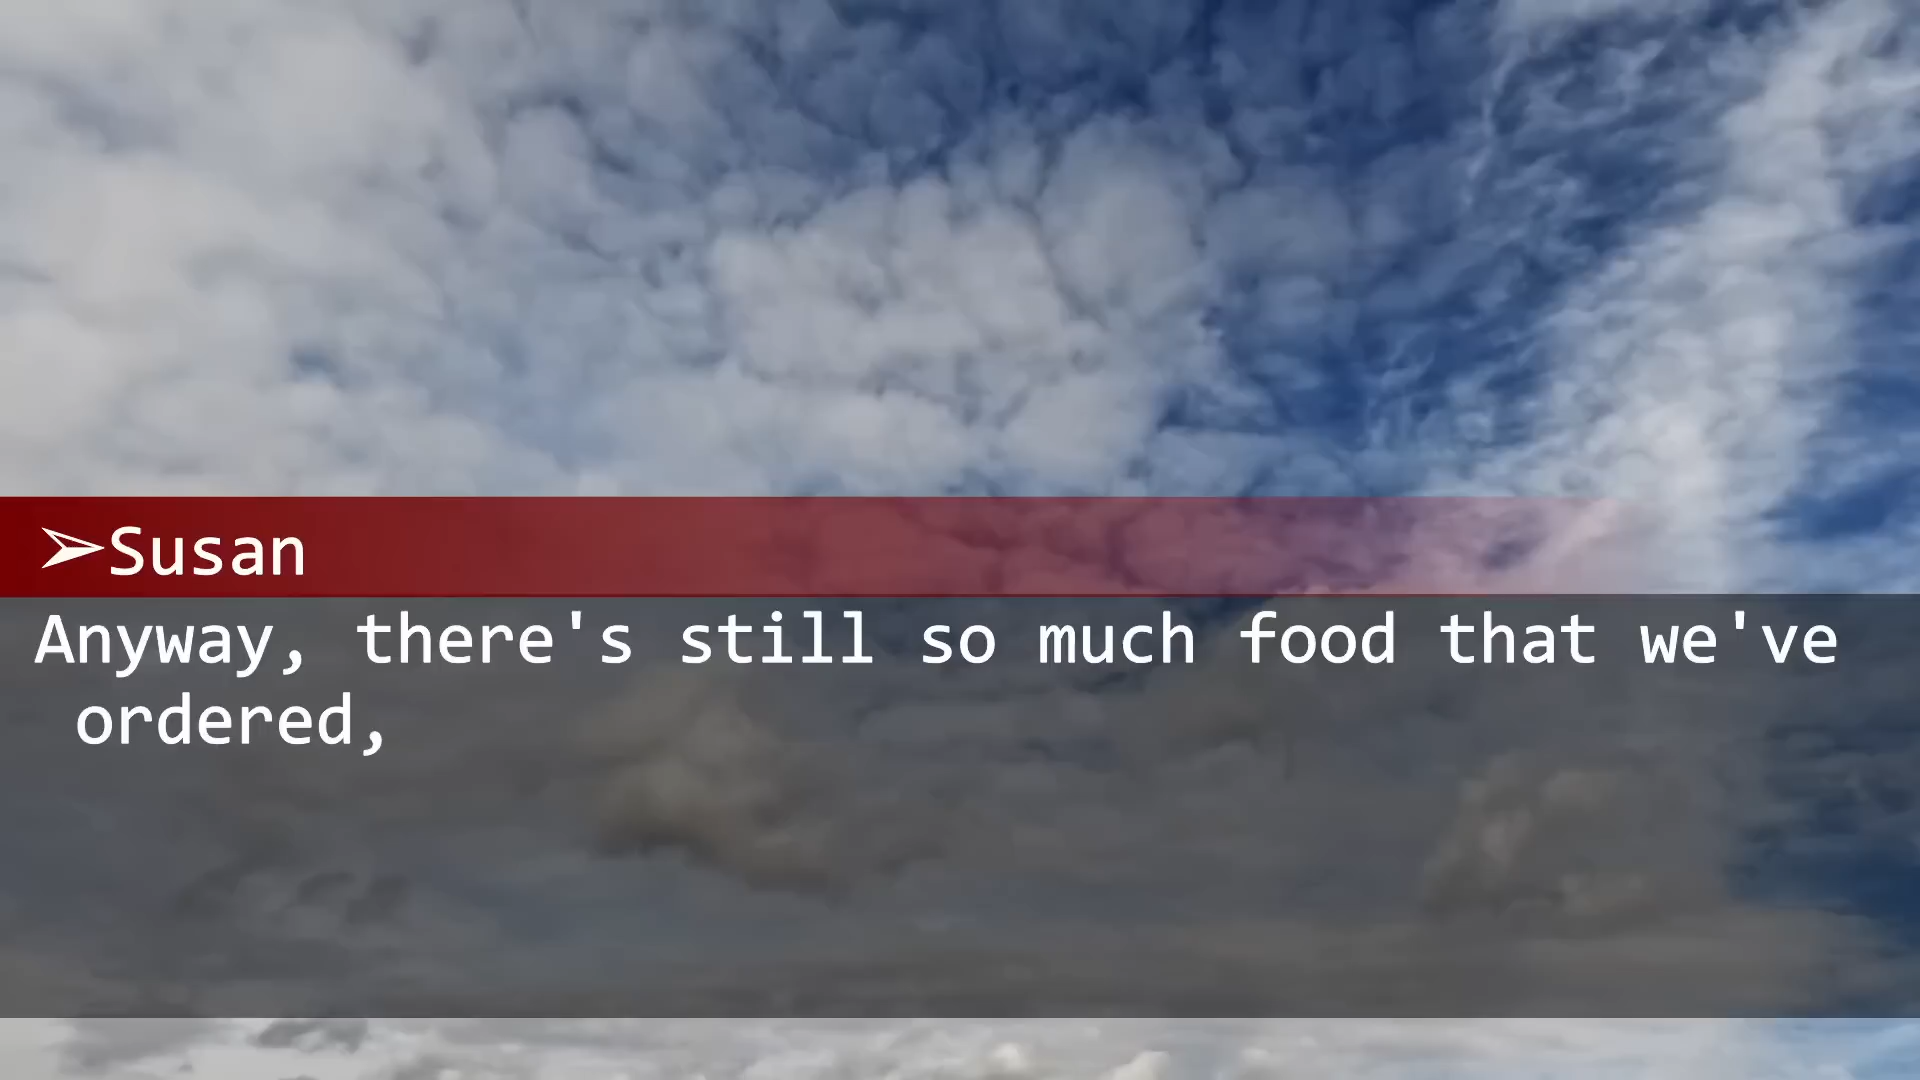 ➢Susan
Anyway, there's still so much food that we've
ordered,